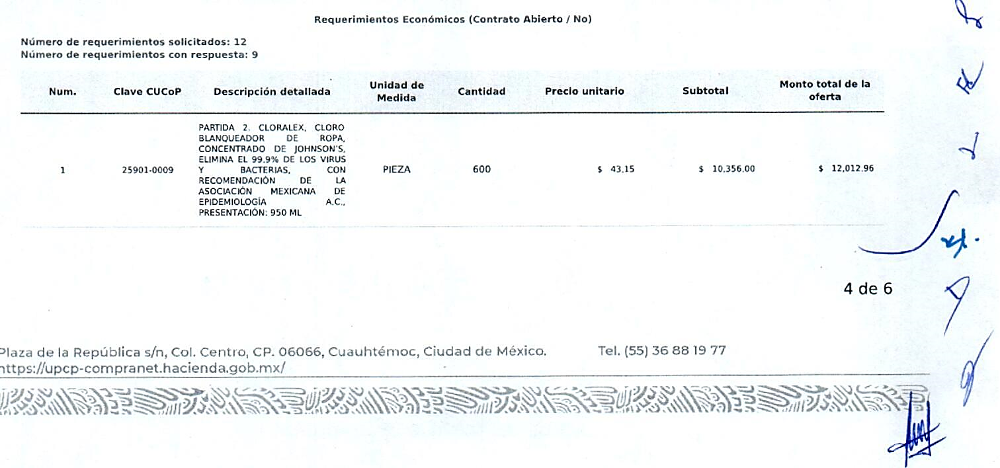 Requerimientos Económicos (Contrato Abierto / No)
Número de requerimientos solicitados: 12
Número de requerimientos con respuesta: 9
Num. Clave CUCoP Descripción detallada Unidad de Medida Cantidad Precio unitario Subtotal Monto total de la oferta
PARTIDA 2. CLORALEX, CLORO
BLANQUEADOR DE ROPA,
CONCENTRADO DE JOHNSON'S,
ELIMINA EL 99.9% DE LOS VIRUS
1 25901-0009 Y BACTERIAS, CON PIEZA 600 $ 43.15 $ 10,356.00 $ 12,012.96
RECOMENDACIÓN DE LA
ASOCIACIÓN MEXICANA DE
EPIDEMIOLOGÍA A.C.,
PRESENTACIÓN: 950 ML
4 de 6
Plaza de la República s/n, Col. Centro, CP. 06066, Cuauhtémoc, Ciudad de México. Tel. (55) 36 88 19 77
https://upcp-compranet.hacienda.gob.mx/